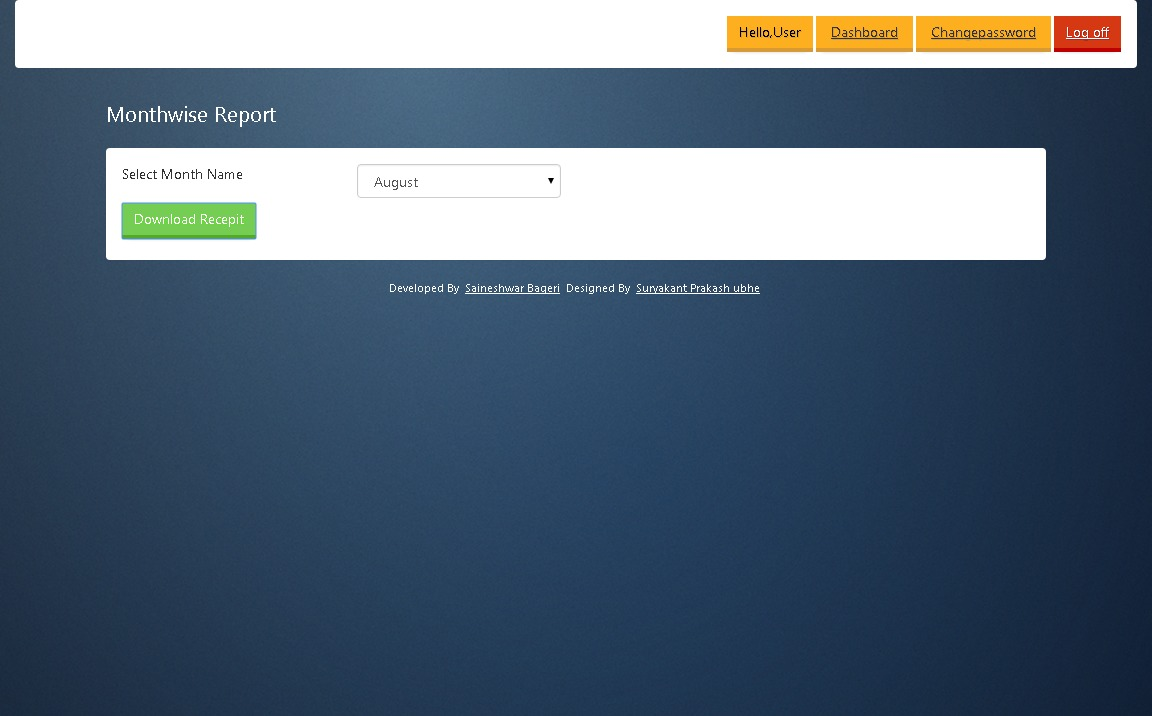 Hello,User Dashboard Changepassword Log off
Monthwise Report
Select Month Name August
Download Recepit
Developed By Saineshwar Bageri Designed By Suryakant Prakash ubhe